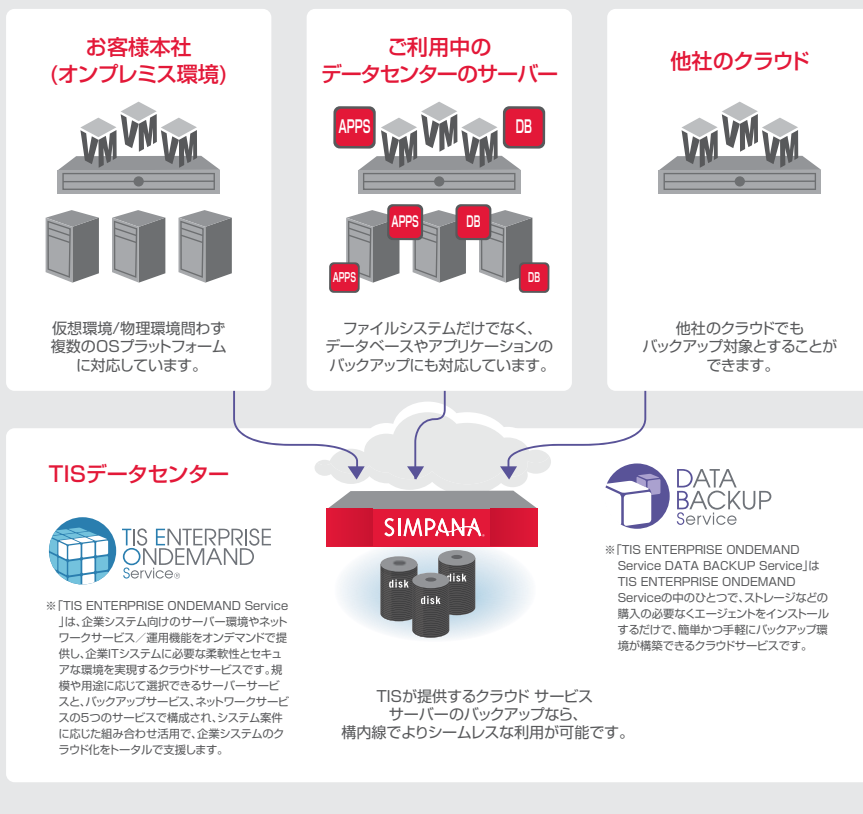 お客様本社
(オンプレミス環境)
VM
VM
VM
仮想環境/物理環境問わず
複数のOSプラットフォーム
に対応しています。
ご利用中の
データセンターのサーバー
APPS
VM
VM
VM
DB
APPS
DB
APPS
DB
ファイルシステムだけでなく、
データベースやアプリケーションの
バックアップにも対応しています。
他社のクラウド
VM
VM
VM
他社のクラウドでも
バックアップ対象とすることが
できます。
TISデータセンター
TIS ENTERPRISE
ONDEMAND
Service®
※「TIS ENTERPRISE ONDEMAND Service
」は、企業システム向けのサーバー環境やネット
ワークサービス／運用機能をオンデマンドで提
供し、企業ITシステムに必要な柔軟性とセキュ
アな環境を実現するクラウドサービスです。規
模や用途に応じて選択できるサーバーサービ
スと、バックアップサービス、ネットワークサービ
スの5つのサービスで構成され、システム案件
に応じた組み合わせ活用で、企業システムのク
ラウド化をトータルで支援します。
SIMPANA
disk
disk
disk
TISが提供するクラウド サービス
サーバーのバックアップなら、
構内線でよりシームレスな利用が可能です。
DATA
BACKUP
Service
※「TIS ENTERPRISE ONDEMAND
Service DATA BACKUP Service」は
TIS ENTERPRISE ONDEMAND
Serviceの中のひとつで、ストレージなどの
購入の必要なくエージェントをインストール
するだけで、簡単かつ手軽にバックアップ環
境が構築できるクラウドサービスです。